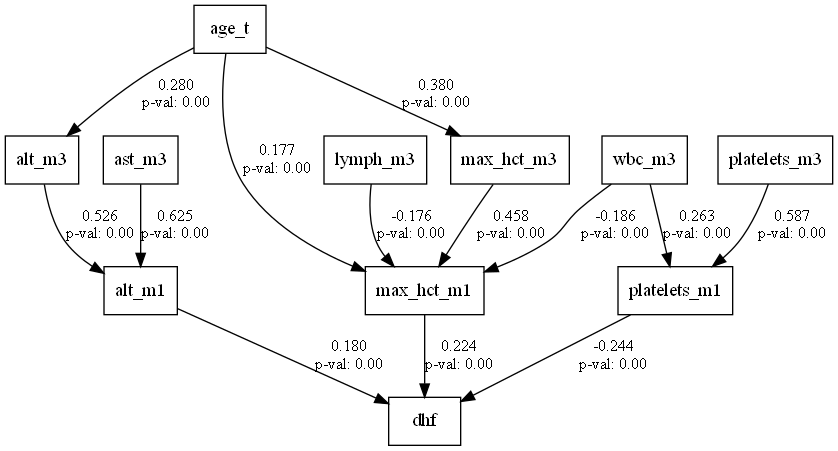 age_t
0.280
p-val: 0.00
0.380
p-val: 0.00
0.177
p-val: 0.00
alt_m3
ast_m3
lymph_m3
max_hct_m3
wbc_m3
platelets_m3
0.526
p-val: 0.00
0.625
p-val: 0.00
-0.176
p-val: 0.00
0.458
p-val: 0.00
-0.186
p-val: 0.00
0.263
p-val: 0.00
0.587
p-val: 0.00
alt_m1
max_hct_m1
platelets_m1
0.180
p-val: 0.00
0.224
p-val: 0.00
-0.244
p-val: 0.00
dhf